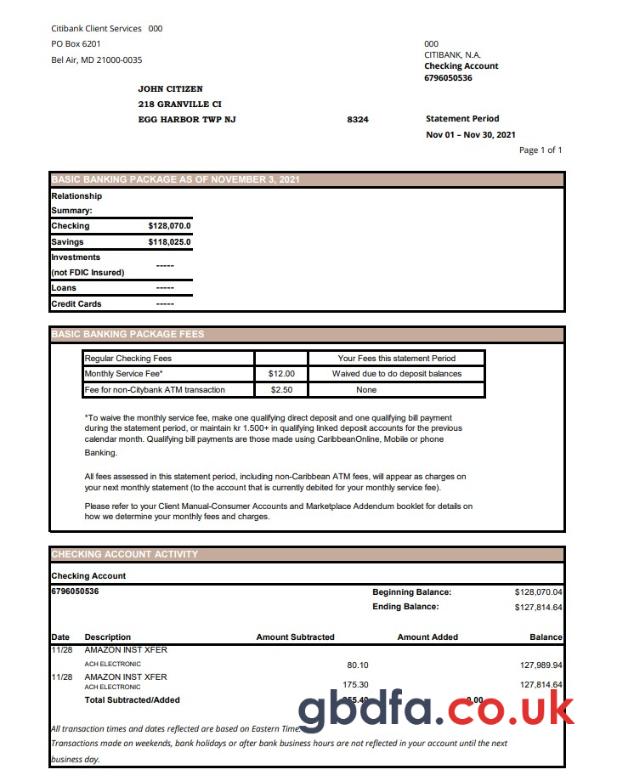 Citibank Client Services 000
PO Box 6201
Bel Air, MD 21000-0035
000
CITIBANK, N.A.
Checking Account
6796050536
JOHN CITIZEN
218 GRANVILLE CI
EGG HARBOR TWP NJ 8324
Statement Period
Nov 01 – Nov 30, 2021
Page 1 of 1
BASIC BANKING PACKAGE AS OF NOVEMBER 3, 2021
Relationship
Summary:
Checking $128,070.0
Savings $118,025.0
Investments
(not FDIC Insured) -----
Loans -----
Credit Cards -----
BASIC BANKING PACKAGE FEES
Regular Checking Fees Your Fees this statement Period
Monthly Service Fee* $12.00 Waived due to do deposit balances
Fee for non-Citybank ATM transaction $2.50 None
*To waive the monthly service fee, make one qualifying direct deposit and one qualifying bill payment
during the statement period, or maintain kr 1.500+ in qualifying linked deposit accounts for the previous
calendar month. Qualifying bill payments are those made using CaribbeanOnline, Mobile or phone
Banking.
All fees assessed in this statement period, including non-Caribbean ATM fees, will appear as charges on
your next monthly statement (to the account that is currently debited for your monthly service fee).
Please refer to your Client Manual-Consumer Accounts and Marketplace Addendum booklet for details on
how we determine your monthly fees and charges.
CHECKING ACCOUNT ACTIVITY
Checking Account
6796050536 Beginning Balance: $128,070.04
Ending Balance: $127,814.64
Date Description Amount Subtracted Amount Added Balance
11/28 AMAZON INST XFER
ACH ELECTRONIC 80.10 127,989.94
11/28 AMAZON INST XFER
ACH ELECTRONIC 175.30 127,814.64
Total Subtracted/Added
gbdfa.co.uk
All transaction times and dates reflected are based on Eastern Time.
Transactions made on weekends, bank holidays or after bank business hours are not reflected in your account until the next
business day.